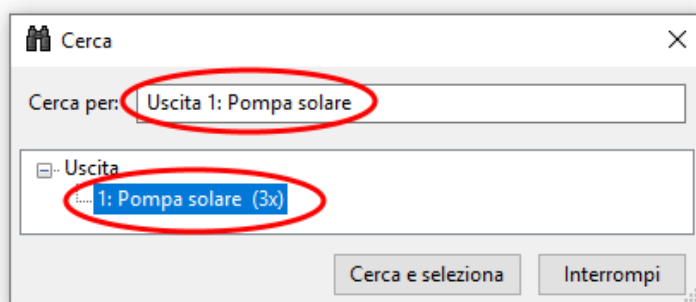 Cerca
Cerca per: Uscita 1: Pompa solare
Uscita
1: Pompa solare (3x)
Cerca e seleziona Interrompi